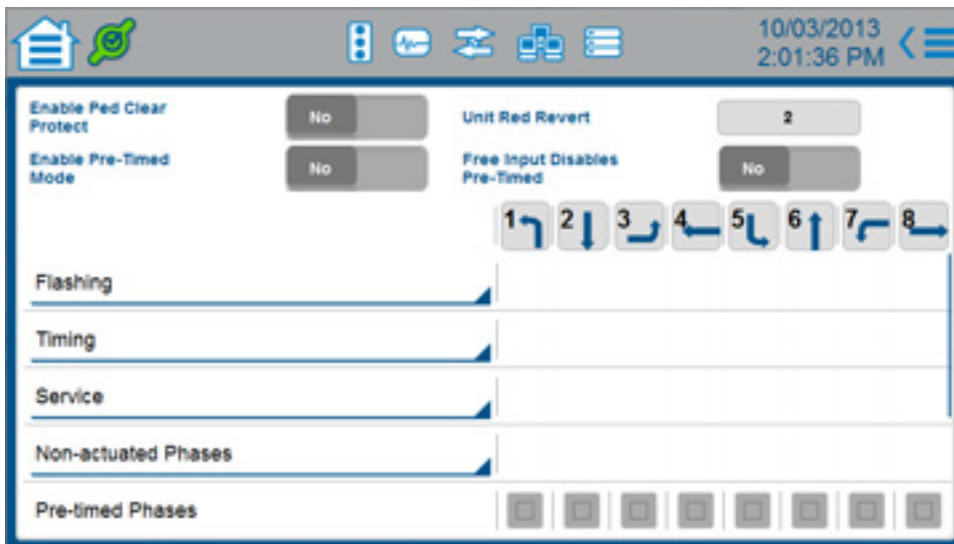 10/03/2013
2:01:36 PM
Enable Ped Clear
Protect
No
Unit Red Revert
2
Enable Pre-Timed
Mode
No
Free Input Disables
Pre-Timed
No
1 2 3 4 5 6 7 8
Flashing
Timing
Service
Non-actuated Phases
Pre-timed Phases